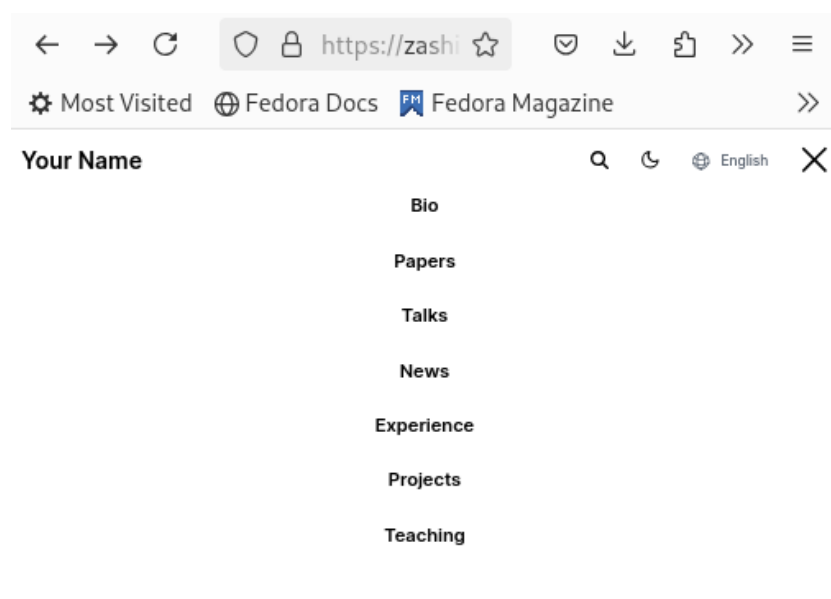 https://zashi
Most Visited Fedora Docs FM Fedora Magazine
Your Name English
Bio
Papers
Talks
News
Experience
Projects
Teaching